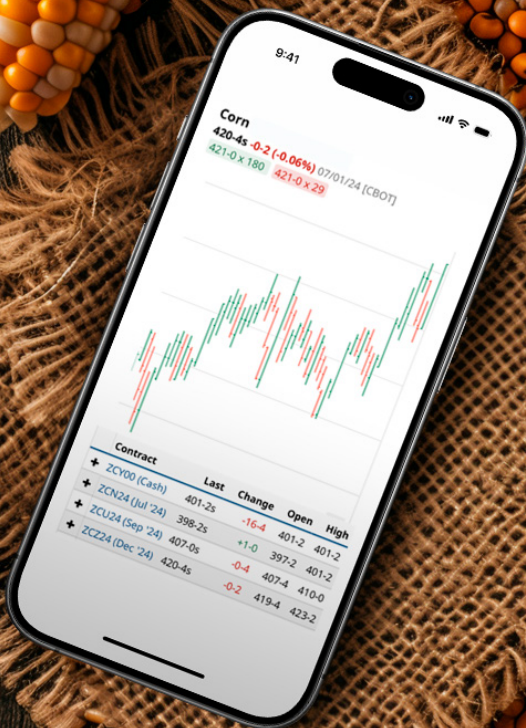 9:41
Corn
420-4s -0-2 (-0.06%) 07/01/24 [CBOT]
421-0 x 180 421-0 x 29
Contract Last Change Open High
+ ZCY00 (Cash) 401-2s -16-4 401-2 401-2
+ ZCN24 (Jul '24) 398-2s +1-0 397-2 401-2
+ ZCU24 (Sep '24) 407-0s -0-4 407-4 410-0
+ ZCZ24 (Dec '24) 420-4s -0-2 419-4 423-2